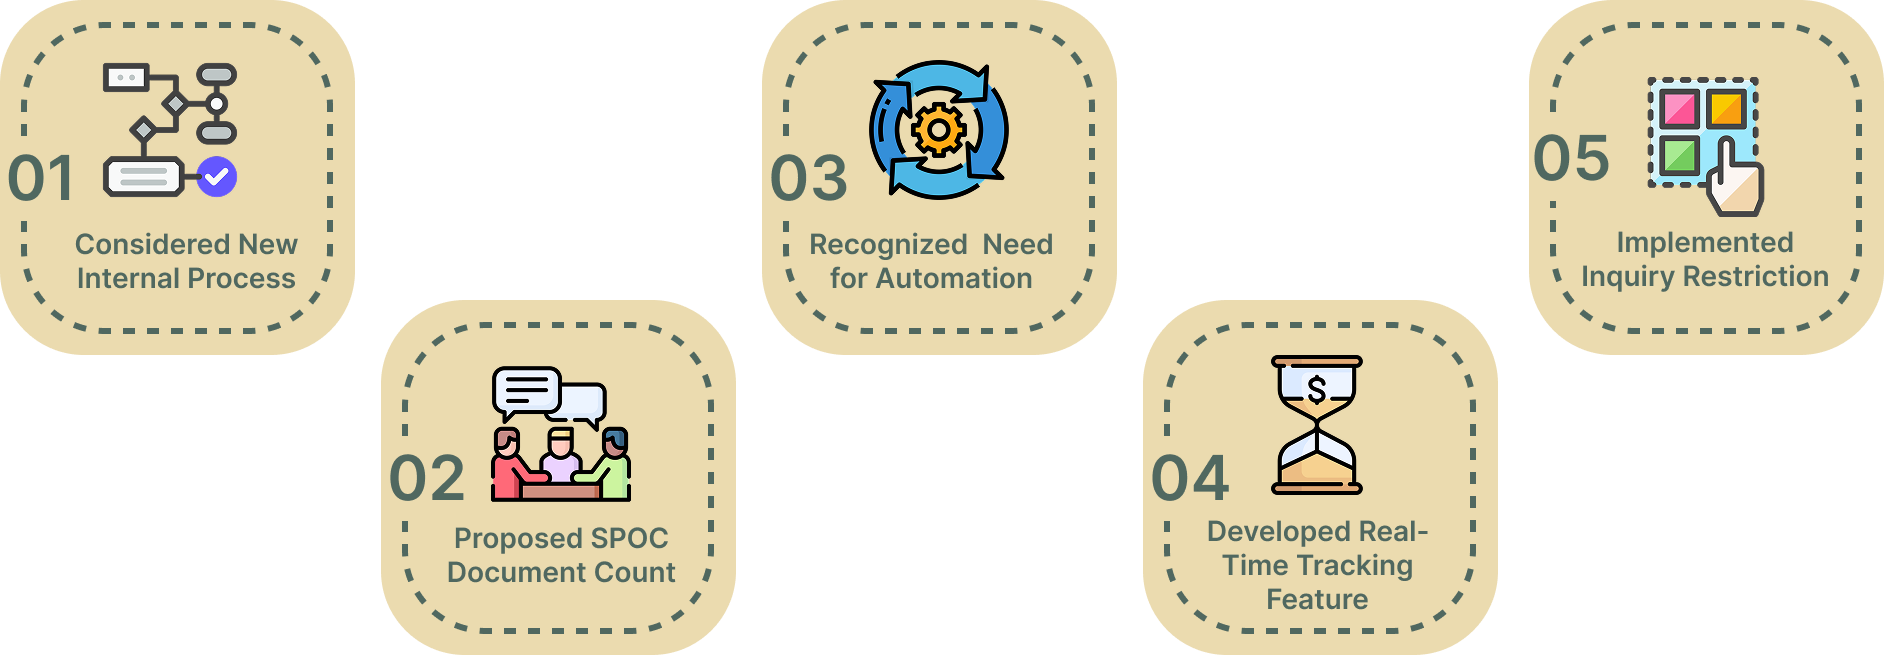 01
Considered New
Internal Process
02
Proposed SPOC
Document Count
03
Recognized  Need
for Automation
04
$
Developed Real-
Time Tracking
Feature
05
Implemented
Inquiry Restriction